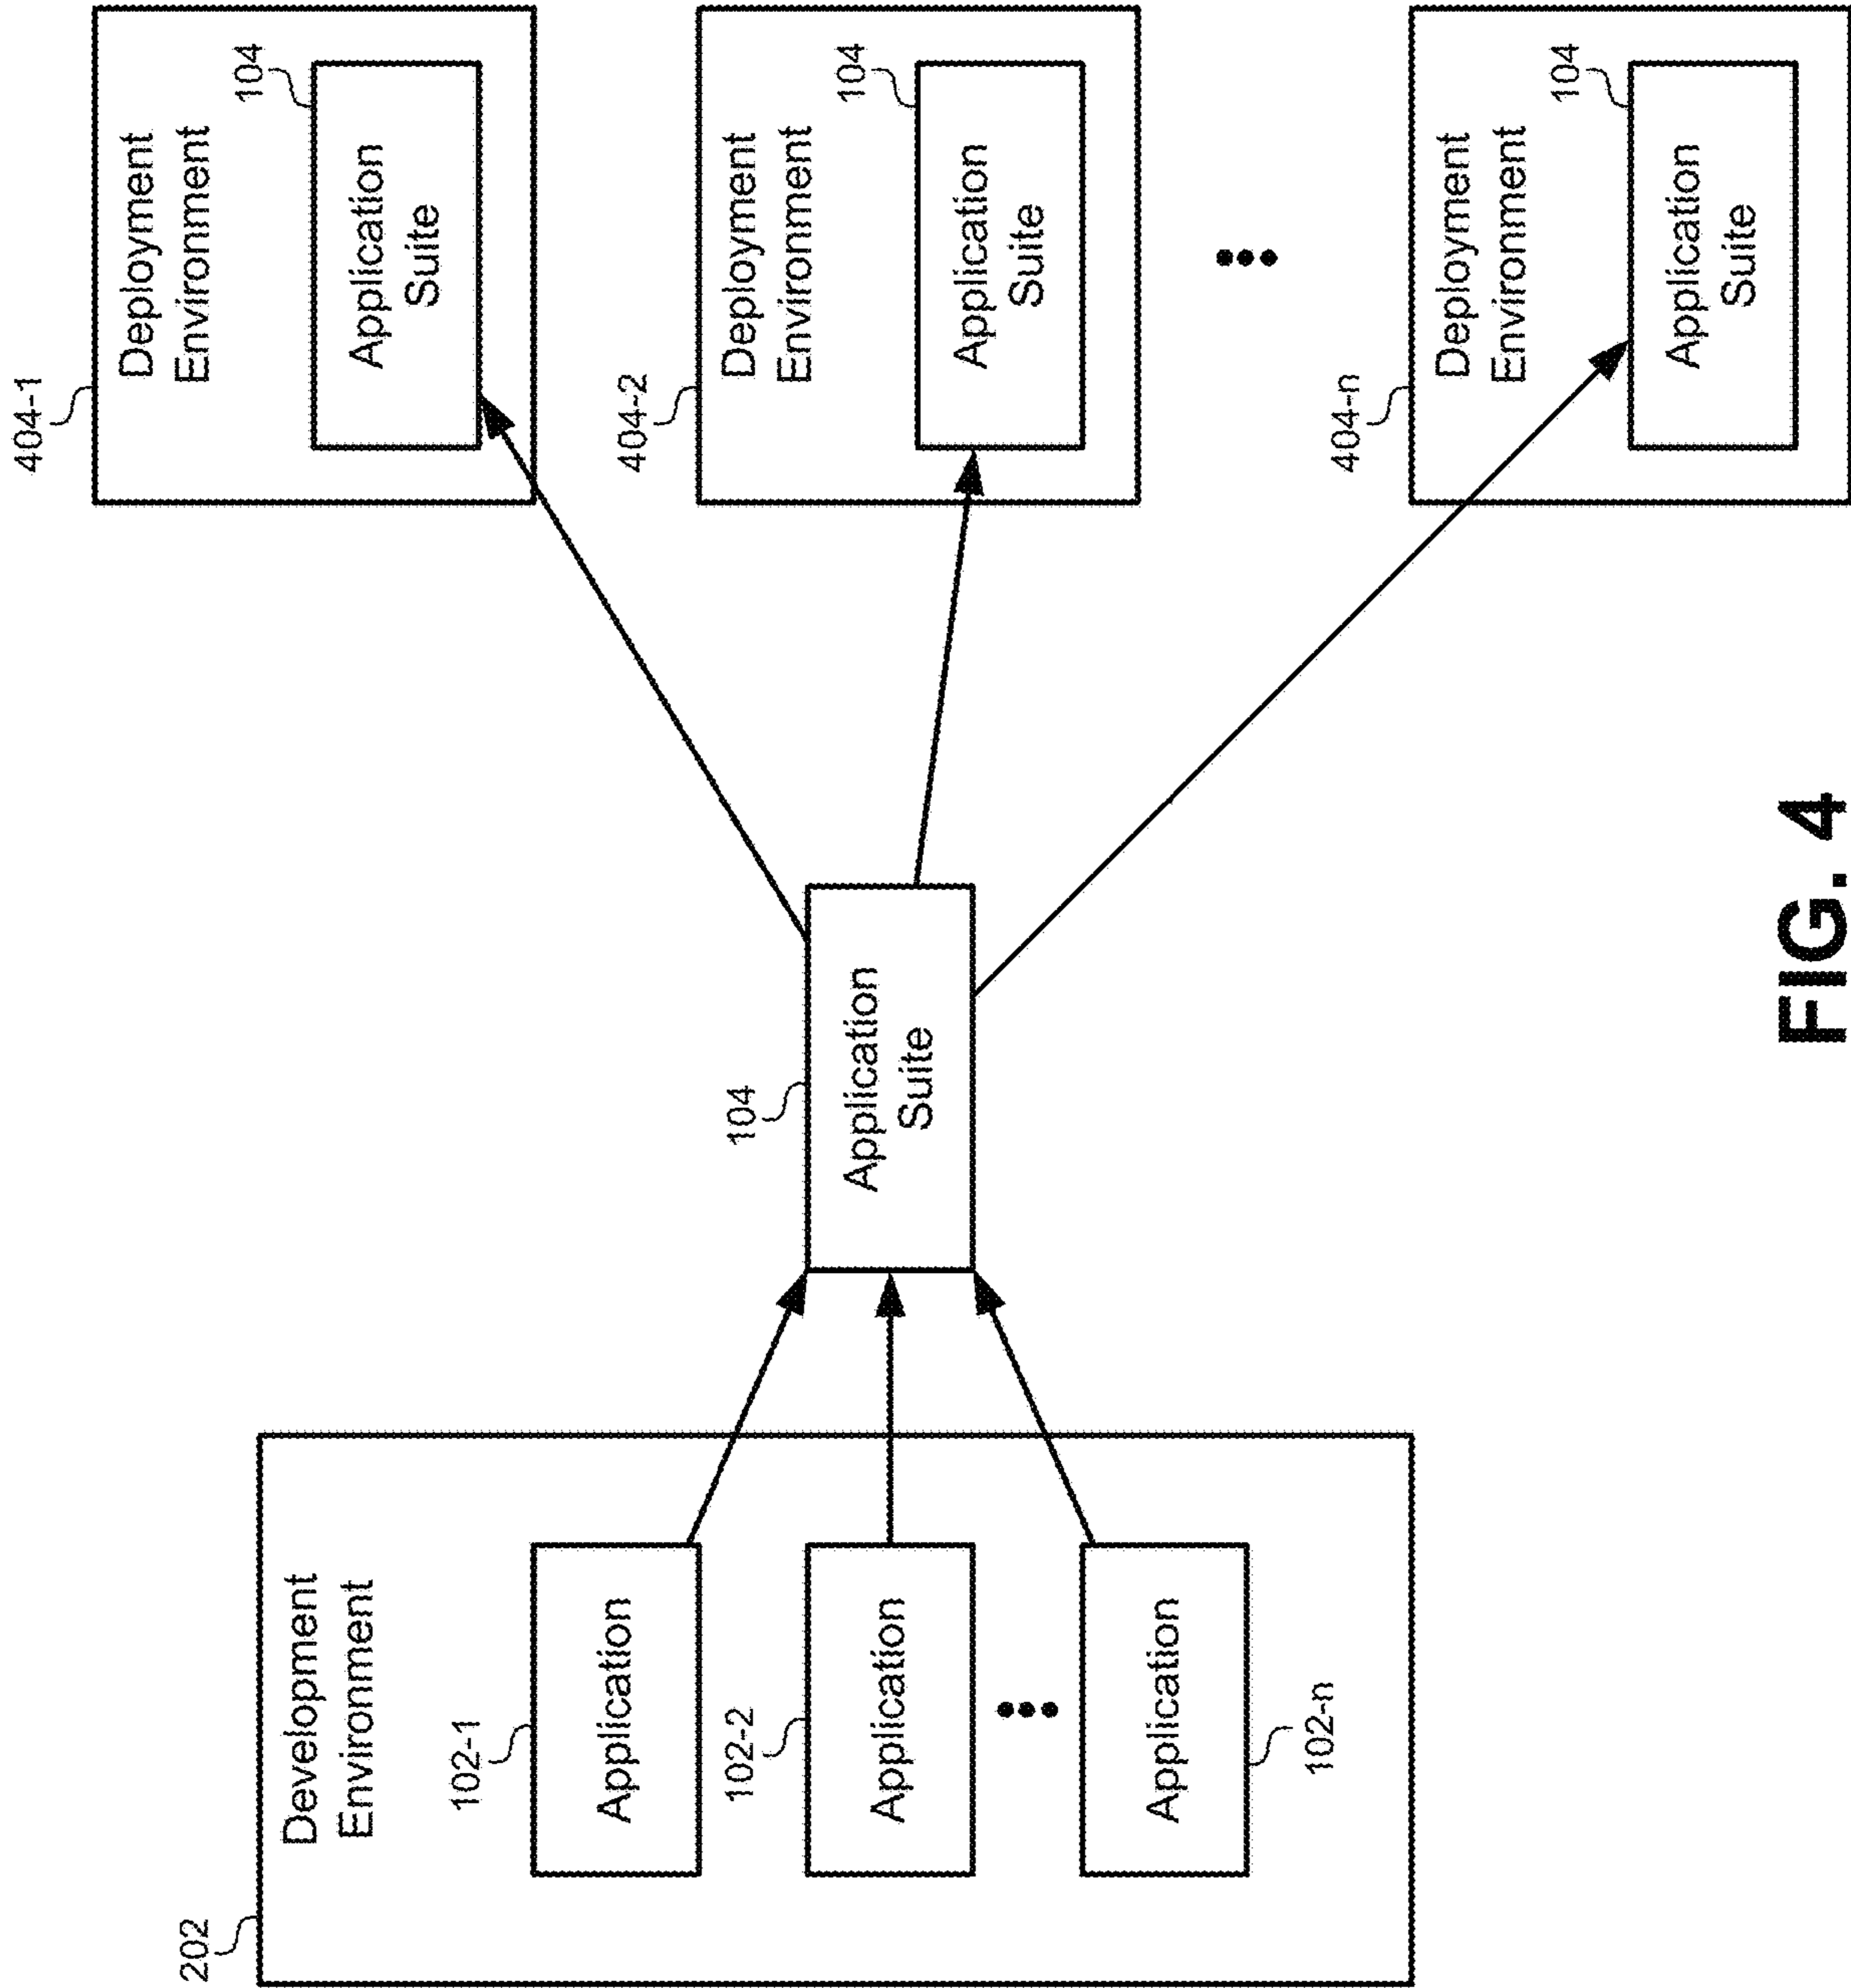 202
Development
Environment
102-1
Application
102-2
Application
102-n
Application
104
Application
Suite
404-1
Deployment
Environment
104
Application
Suite
404-2
Deployment
Environment
104
Application
Suite
404-n
Deployment
Environment
104
Application
Suite
FIG. 4